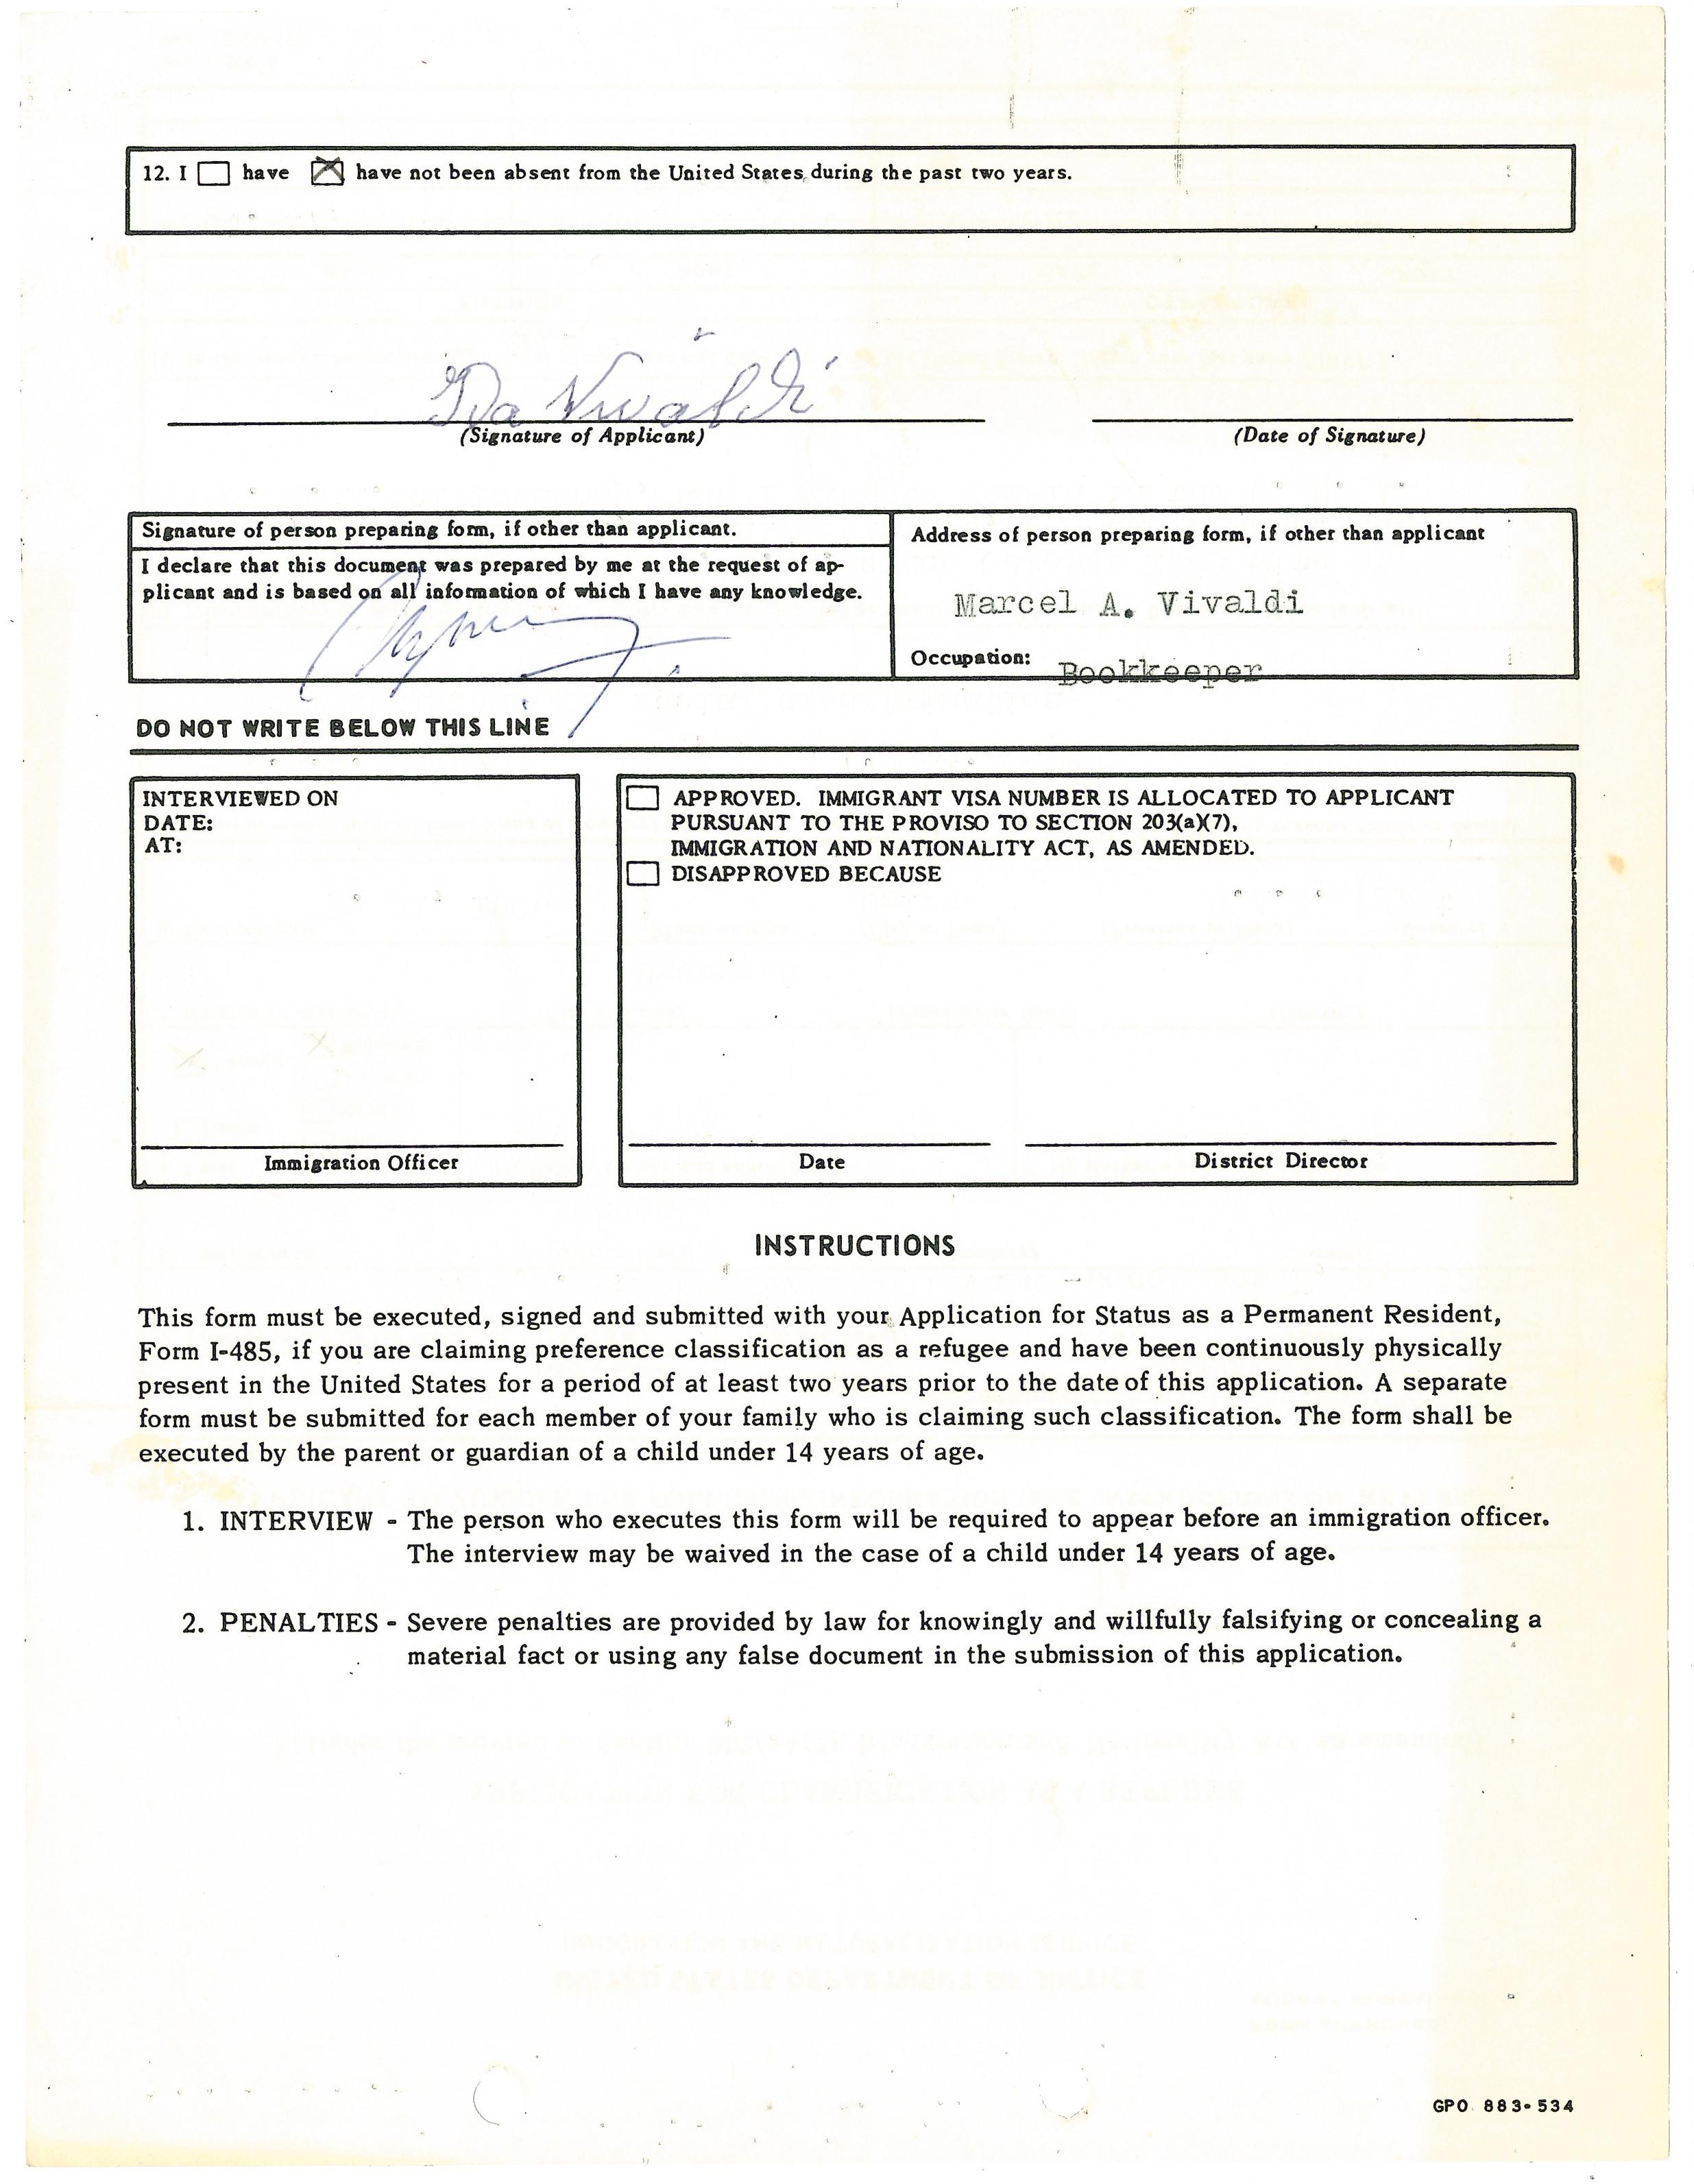 12. I have have not been absent from the United States during the past two years.
Ida Vivaldi
(Signature of Applicant) (Date of Signature)
Signature of person preparing form, if other than applicant.
I declare that this document was prepared by me at the request of ap-
plicant and is based on all information of which I have any knowledge.
Address of person preparing form, if other than applicant
Marcel A. Vivaldi
Occupation: Bookkeeper
DO NOT WRITE BELOW THIS LINE
INTERVIEWED ON
DATE:
AT:
Immigration Officer
APPROVED. IMMIGRANT VISA NUMBER IS ALLOCATED TO APPLICANT
PURSUANT TO THE PROVISO TO SECTION 203(a)(7),
IMMIGRATION AND NATIONALITY ACT, AS AMENDED.
DISAPPROVED BECAUSE
Date District Director
INSTRUCTIONS
This form must be executed, signed and submitted with your Application for Status as a Permanent Resident,
Form I-485, if you are claiming preference classification as a refugee and have been continuously physically
present in the United States for a period of at least two years prior to the date of this application. A separate
form must be submitted for each member of your family who is claiming such classification. The form shall be
executed by the parent or guardian of a child under 14 years of age.
1. INTERVIEW - The person who executes this form will be required to appear before an immigration officer.
The interview may be waived in the case of a child under 14 years of age.
2. PENALTIES - Severe penalties are provided by law for knowingly and willfully falsifying or concealing a
material fact or using any false document in the submission of this application.
GPO 883-534